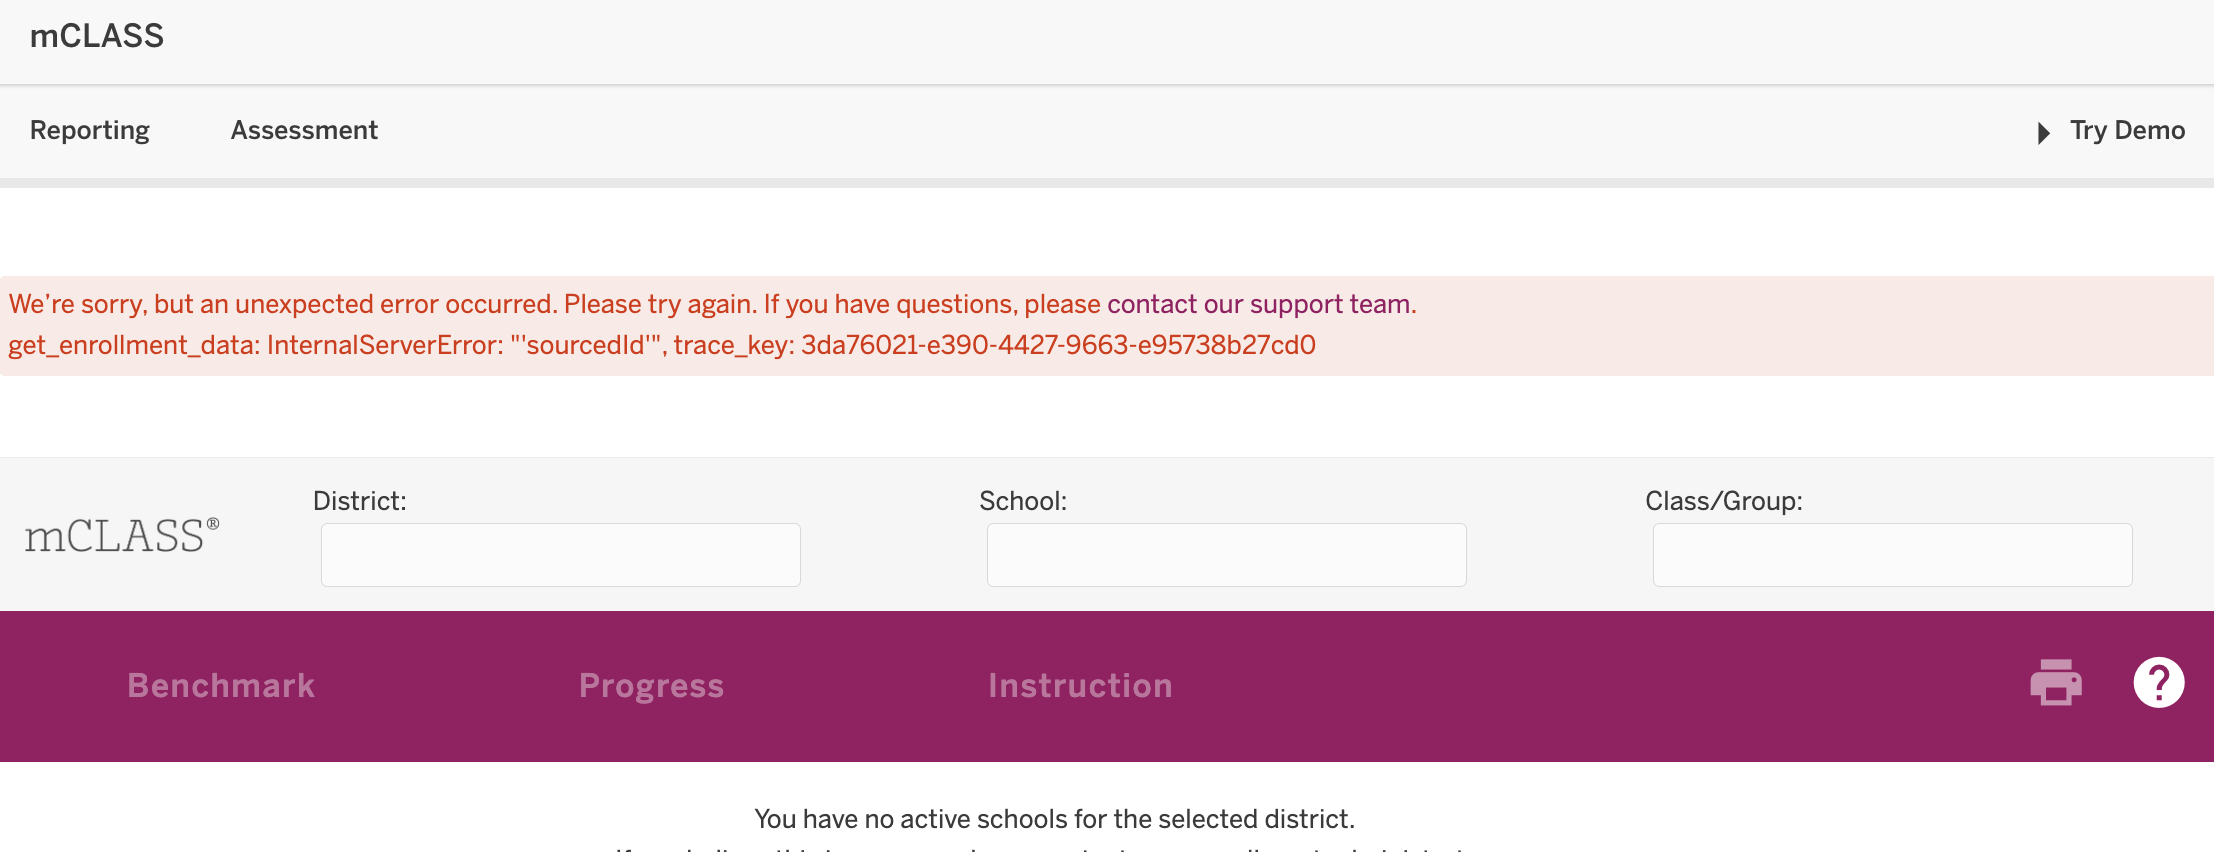 mCLASS
Reporting Assessment Try Demo
We're sorry, but an unexpected error occurred. Please try again. If you have questions, please contact our support team.
get_enrollment_data: InternalServerError: "'sourcedId'", trace_key: 3da76021-e390-4427-9663-e95738b27cd0
District: School: Class/Group:
mCLASS®
Benchmark Progress Instruction ?
You have no active schools for the selected district.